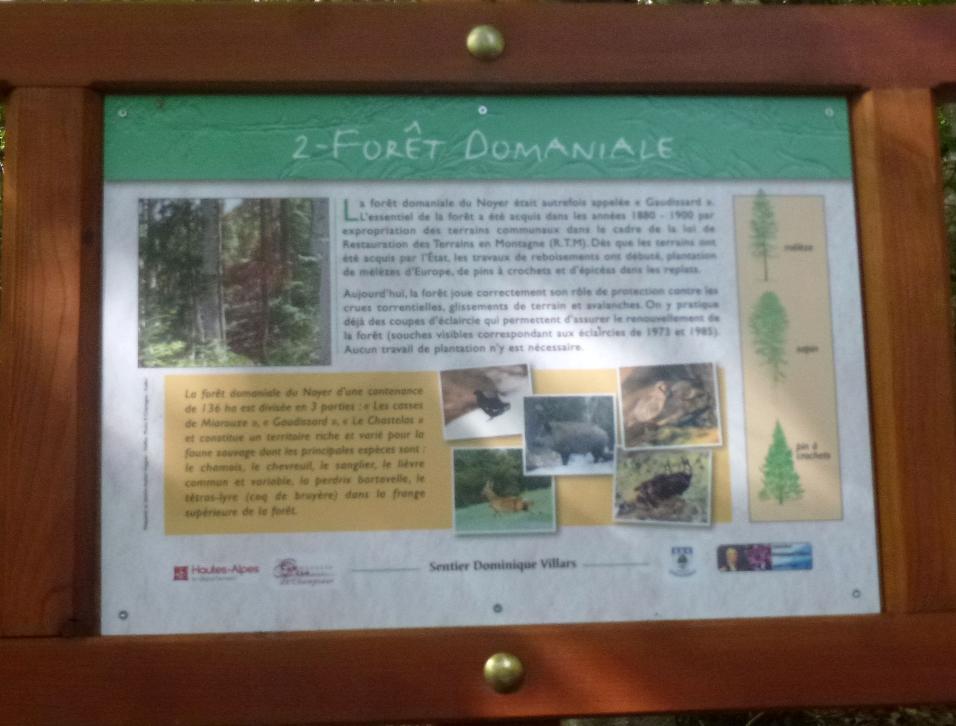 2-FORÊT DOMANIALE
La forêt domaniale du Noyer était autrefois appelée « Gaudissard ».
L'essentiel de la forêt a été acquis dans les années 1880 - 1900 par
expropriation des terrains communaux dans le cadre de la loi de
Restauration des Terrains en Montagne (R.T.M). Dès que les terrains ont
été acquis par l'État, les travaux de reboisements ont débuté, plantation
de mélèzes d'Europe, de pins à crochets et d'épicéas dans les replats.
Aujourd'hui, la forêt joue correctement son rôle de protection contre les
crues torrentielles, glissements de terrain et avalanches. On y pratique
déjà des coupes d'éclaircie qui permettent d'assurer le renouvellement de
la forêt (souches visibles correspondant aux éclaircies de 1973 et 1985).
Aucun travail de plantation n'y est nécessaire.
mélèze
sapin
pin à
crochets
La forêt domaniale du Noyer d'une contenance
de 136 ha est divisée en 3 parties : « Les casses
de Miarouze », « Gaudissard », « Le Chastelas »
et constitue un territoire riche et varié pour la
faune sauvage dont les principales espèces sont :
le chamois, le chevreuil, le sanglier, le lièvre
commun et variable, la perdrix bartavelle, le
tétras-lyre (coq de bruyère) dans la frange
supérieure de la forêt.
Hautes-Alpes
le département
Le Champsaur
Sentier Dominique Villars